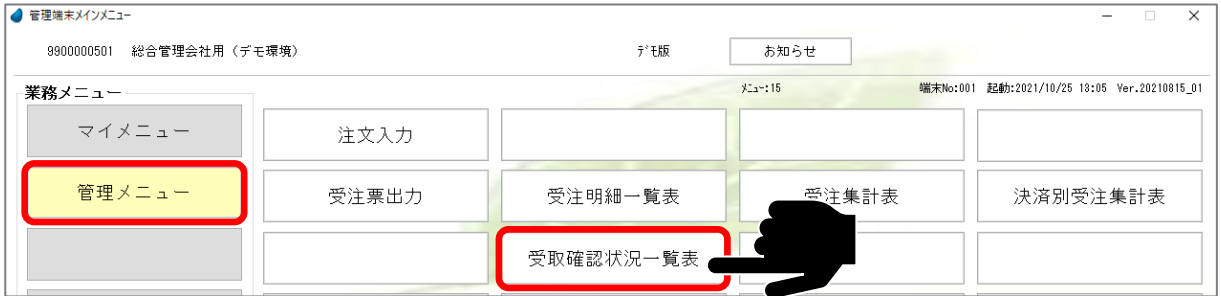 管理端末メインメニュー
9900000501 総合管理会社用（デモ環境） デモ版 お知らせ
業務メニュー ﾒﾆｭｰ:15 端末No:001 起動:2021/10/25 13:05 Ver.20210815_01
マイメニュー 注文入力
管理メニュー 受注票出力 受注明細一覧表 受注集計表 決済別受注集計表
受取確認状況一覧表